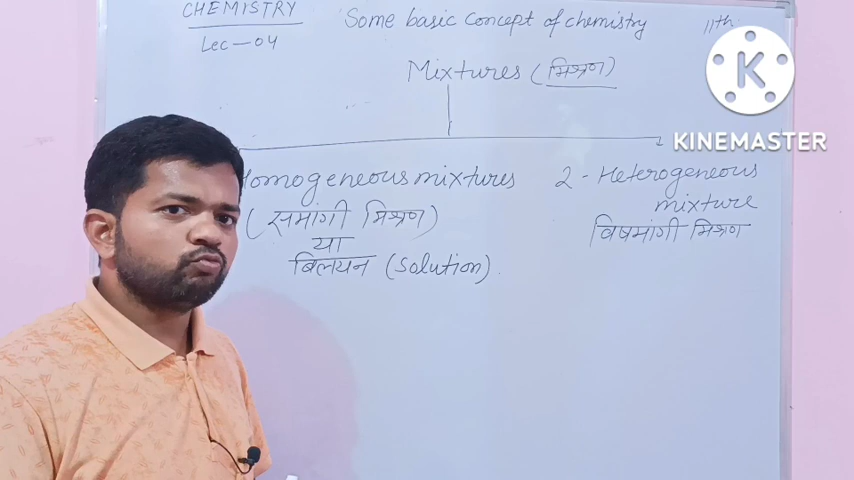 CHEMISTRY
Lec-04
Some basic concept of chemistry
11th
Mixtures (मिश्रण)
Homogeneous mixtures
(समांगी मिश्रण)
या
बिलयन (solution)
2 - Heterogeneous
mixture
विषमांगी मिश्रण
K
KINEMASTER